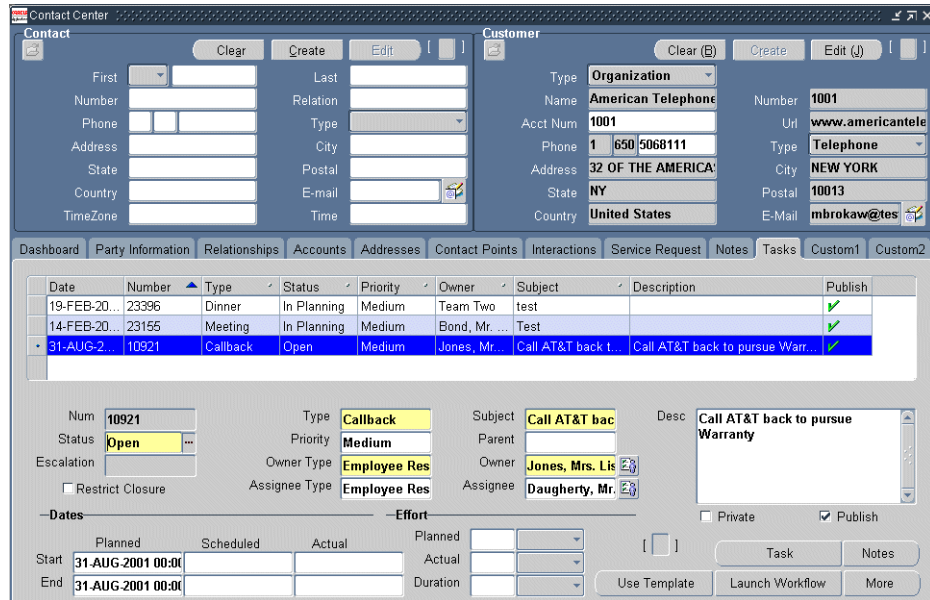 Contact Center
Contact
Clear Create Edit [ ]
First Last
Number Relation
Phone Type
Address City
State Postal
Country E-mail
TimeZone Time
Customer
Clear (B) Create Edit (J) [ ]
Type Organization
Name American Telephone Number 1001
Acct Num 1001 Url www.americantele
Phone 1 650 5068111 Type Telephone
Address 32 OF THE AMERICA City NEW YORK
State NY Postal 10013
Country United States E-Mail mbrokaw@tes
Dashboard Party Information Relationships Accounts Addresses Contact Points Interactions Service Request Notes Tasks Custom1 Custom2
Date Number Type Status Priority Owner Subject Description Publish
19-FEB-20... 23396 Dinner In Planning Medium Team Two test
14-FEB-20... 23155 Meeting In Planning Medium Bond, Mr. ... Test
31-AUG-2... 10921 Callback Open Medium Jones, Mr... Call AT&T back t... Call AT&T back to pursue Warr...
Num 10921 Type Callback Subject Call AT&T bac Desc Call AT&T back to pursue
Warranty
Status Open ... Priority Medium Parent
Escalation Owner Type Employee Res Owner Jones, Mrs. Lis
Restrict Closure Assignee Type Employee Res Assignee Daugherty, Mr.
Private Publish
Dates Effort
Planned Scheduled Actual Planned [ ] Task Notes
Start 31-AUG-2001 00:00 Actual
End 31-AUG-2001 00:00 Duration Use Template Launch Workflow More